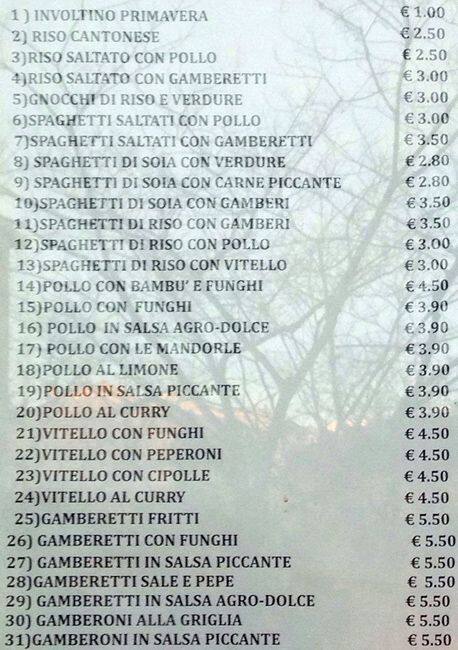 1) INVOLTINO PRIMAVERA € 1.00
2) RISO CANTONESE € 2.50
3)RISO SALTATO CON POLLO € 2.50
4)RISO SALTATO CON GAMBERETTI € 3.00
5)GNOCCHI DI RISO E VERDURE € 3.00
6)SPAGHETTI SALTATI CON POLLO € 3.00
7)SPAGHETTI SALTATI CON GAMBERETTI € 3.50
8) SPAGHETTI DI SOIA CON VERDURE € 2.80
9) SPAGHETTI DI SOIA CON CARNE PICCANTE € 2.80
10)SPAGHETTI DI SOIA CON GAMBERI € 3.50
11)SPAGHETTI DI RISO CON GAMBERI € 3.50
12)SPAGHETTI DI RISO CON POLLO € 3.00
13)SPAGHETTI DI RISO CON VITELLO € 3.00
14)POLLO CON BAMBU' E FUNGHI € 4.50
15)POLLO CON FUNGHI € 3.90
16) POLLO IN SALSA AGRO-DOLCE € 3.90
17) POLLO CON LE MANDORLE € 3.90
18)POLLO AL LIMONE € 3.90
19)POLLO IN SALSA PICCANTE € 3.90
20)POLLO AL CURRY € 3.90
21)VITELLO CON FUNGHI € 4.50
22)VITELLO CON PEPERONI € 4.50
23)VITELLO CON CIPOLLE € 4.50
24)VITELLO AL CURRY € 4.50
25)GAMBERETTI FRITTI € 5.50
26) GAMBERETTI CON FUNGHI € 5.50
27) GAMBERETTI IN SALSA PICCANTE € 5.50
28)GAMBERETTI SALE E PEPE € 5.50
29) GAMBERETTI IN SALSA AGRO-DOLCE € 5.50
30) GAMBERONI ALLA GRIGLIA € 5.50
31)GAMBERONI IN SALSA PICCANTE € 5.50